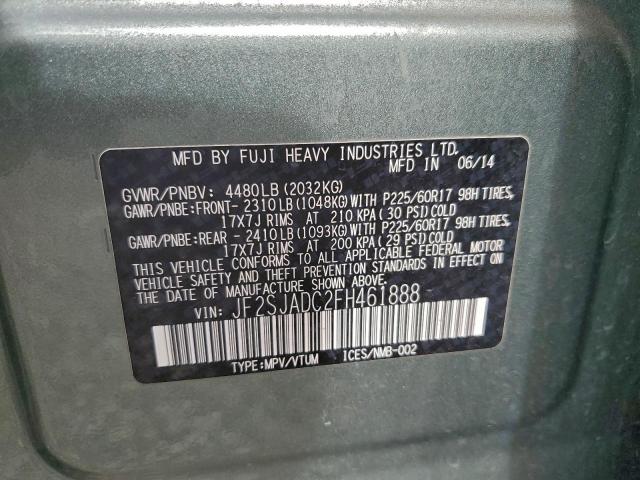 MFD BY FUJI HEAVY INDUSTRIES LTD.
MFD IN 06/14
GVWR/PNBV: 4480LB(2032KG)
GAWR/PNBE:FRONT- 2310LB(1048KG)WITH P225/60R17 98H TIRES,
17X7J RIMS AT 210 KPA(30 PSI)COLD
GAWR/PNBE:REAR - 2410LB(1093KG)WITH P225/60R17 98H TIRES,
17X7J RIMS AT 200 KPA(29 PSI)COLD
THIS VEHICLE CONFORMS TO ALL APPLICABLE FEDERAL MOTOR
VEHICLE SAFETY AND THEFT PREVENTION STANDARDS IN EFFECT ON
THE DATE OF MANUFACTURE SHOWN ABOVE.
VIN: JF2SJADC2FH461888
TYPE:MPV/VTUM ICES/NMB-002